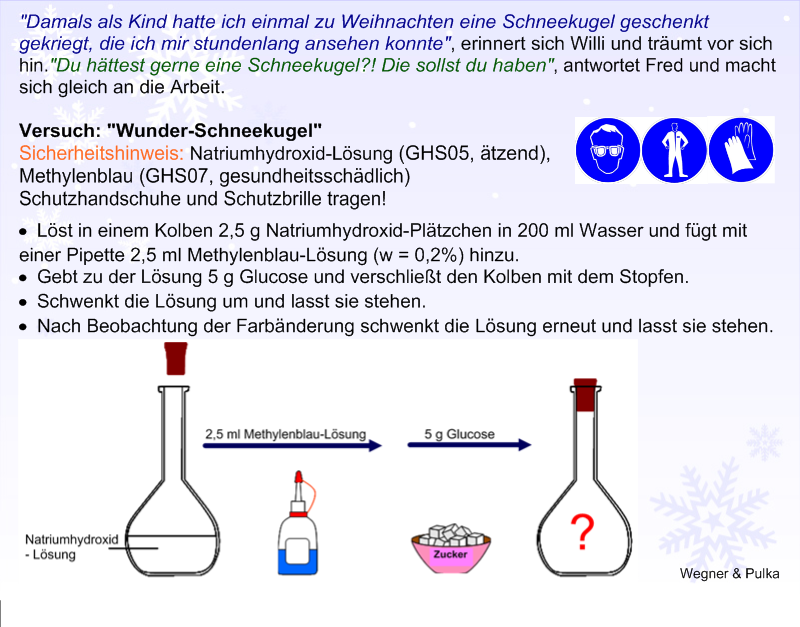 "Damals als Kind hatte ich einmal zu Weihnachten eine Schneekugel geschenkt
gekriegt, die ich mir stundenlang ansehen konnte", erinnert sich Willi und träumt vor sich
hin."Du hättest gerne eine Schneekugel?! Die sollst du haben", antwortet Fred und macht
sich gleich an die Arbeit.
Versuch: "Wunder-Schneekugel"
Sicherheitshinweis: Natriumhydroxid-Lösung (GHS05, ätzend),
Methylenblau (GHS07, gesundheitsschädlich)
Schutzhandschuhe und Schutzbrille tragen!
• Löst in einem Kolben 2,5 g Natriumhydroxid-Plätzchen in 200 ml Wasser und fügt mit
einer Pipette 2,5 ml Methylenblau-Lösung (w = 0,2%) hinzu.
• Gebt zu der Lösung 5 g Glucose und verschließt den Kolben mit dem Stopfen.
• Schwenkt die Lösung um und lasst sie stehen.
• Nach Beobachtung der Farbänderung schwenkt die Lösung erneut und lasst sie stehen.
2,5 ml Methylenblau-Lösung
5 g Glucose
Natriumhydroxid
- Lösung
Zucker
?
Wegner & Pulka